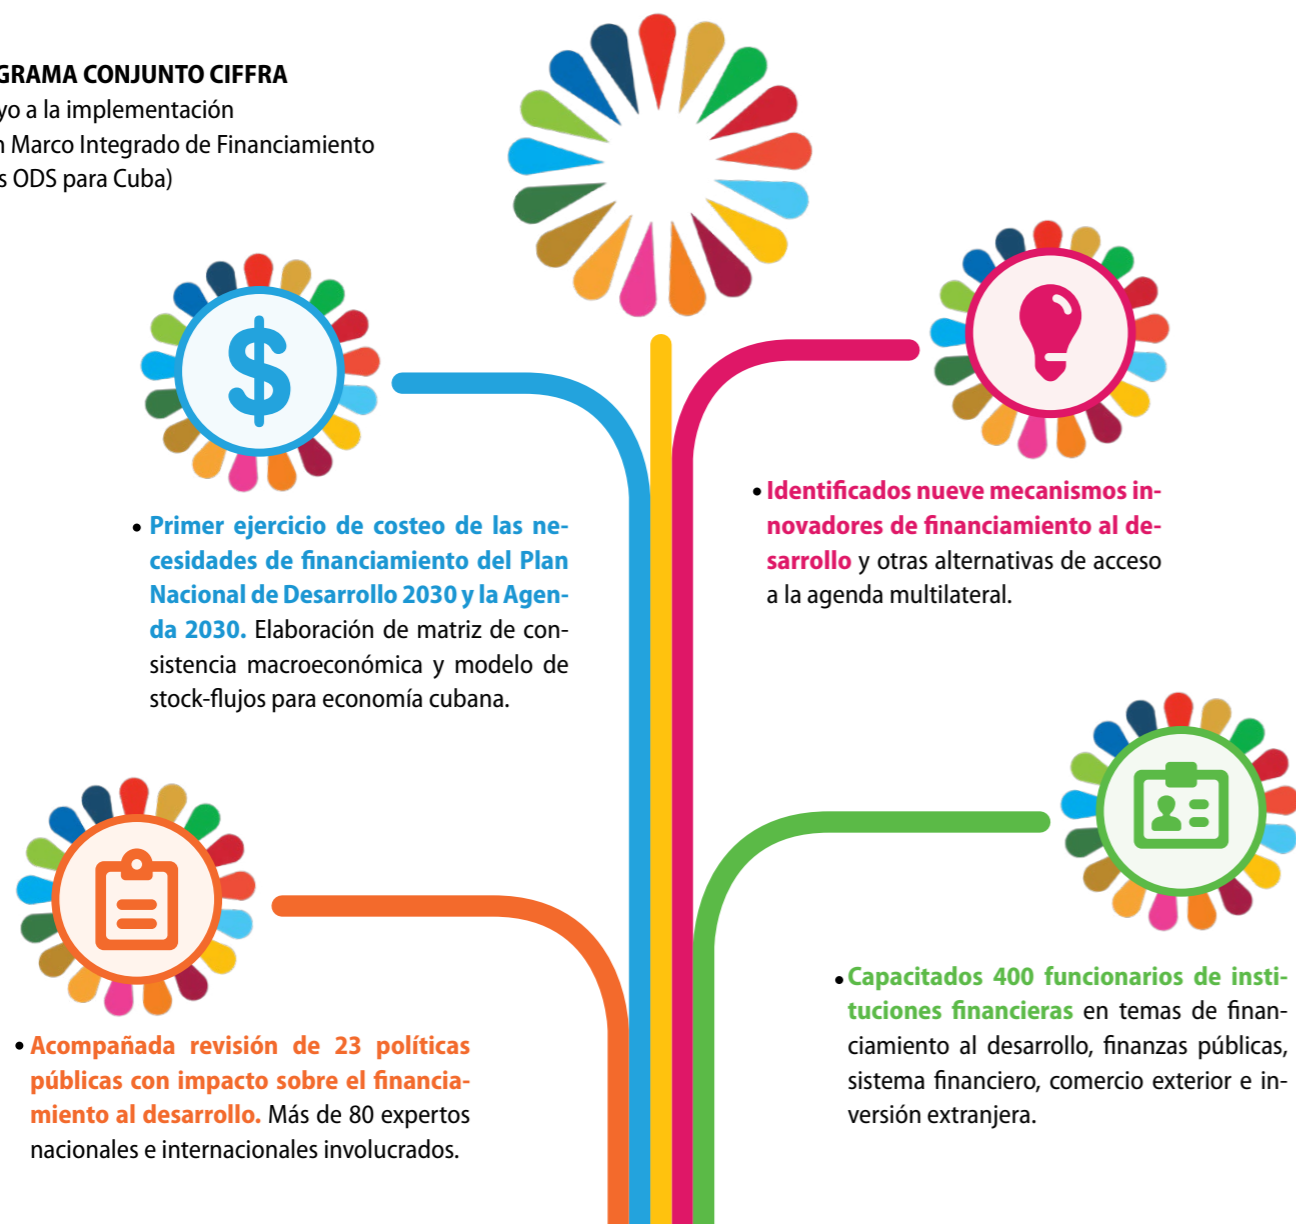 GRAMA CONJUNTO CIFFRA
yo a la implementación
n Marco Integrado de Financiamiento
s ODS para Cuba)
$
• Primer ejercicio de costeo de las ne-
cesidades de financiamiento del Plan
Nacional de Desarrollo 2030 y la Agen-
da 2030. Elaboración de matriz de con-
sistencia macroeconómica y modelo de
stock-flujos para economía cubana.
• Identificados nueve mecanismos in-
novadores de financiamiento al de-
sarrollo y otras alternativas de acceso
a la agenda multilateral.
• Acompañada revisión de 23 políticas
públicas con impacto sobre el financia-
miento al desarrollo. Más de 80 expertos
nacionales e internacionales involucrados.
• Capacitados 400 funcionarios de insti-
tuciones financieras en temas de finan-
ciamiento al desarrollo, finanzas públicas,
sistema financiero, comercio exterior e in-
versión extranjera.